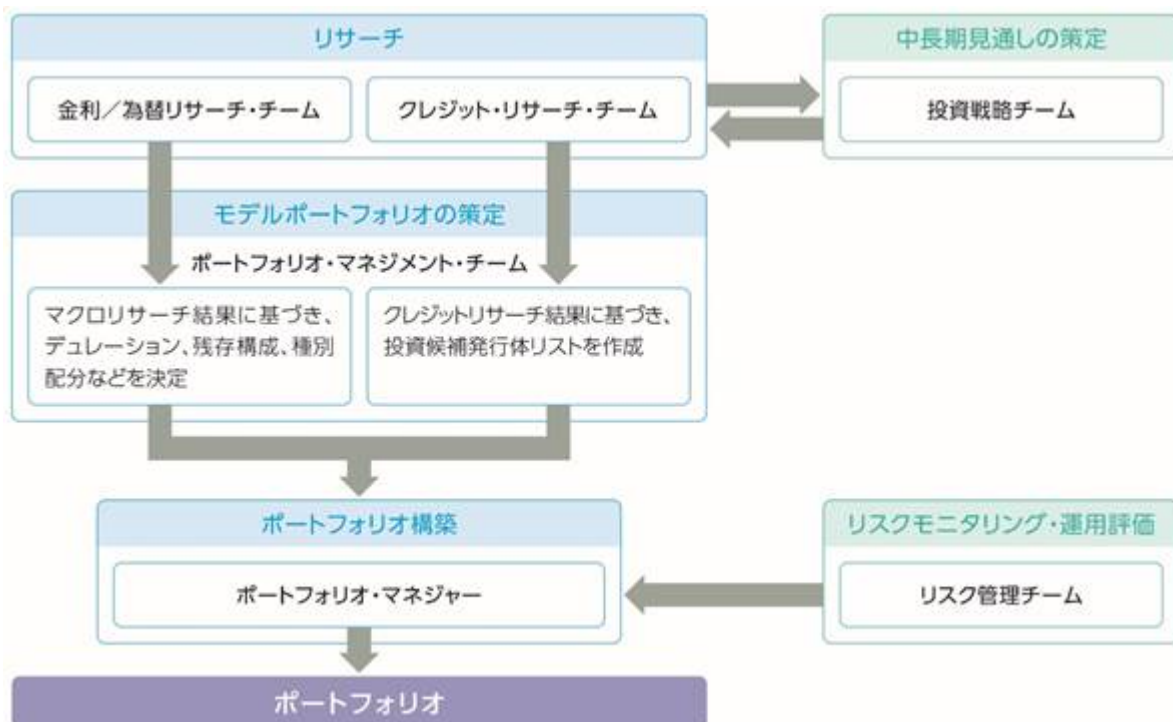 リサーチ
金利／為替リサーチ・チーム
クレジット・リサーチ・チーム
中長期見通しの策定
投資戦略チーム
モデルポートフォリオの策定
ポートフォリオ・マネジメント・チーム
マクロリサーチ結果に基づき、
デュレーション、残存構成、種別
配分などを決定
クレジットリサーチ結果に基づき、
投資候補発行体リストを作成
ポートフォリオ構築
ポートフォリオ・マネジャー
リスクモニタリング・運用評価
リスク管理チーム
ポートフォリオ